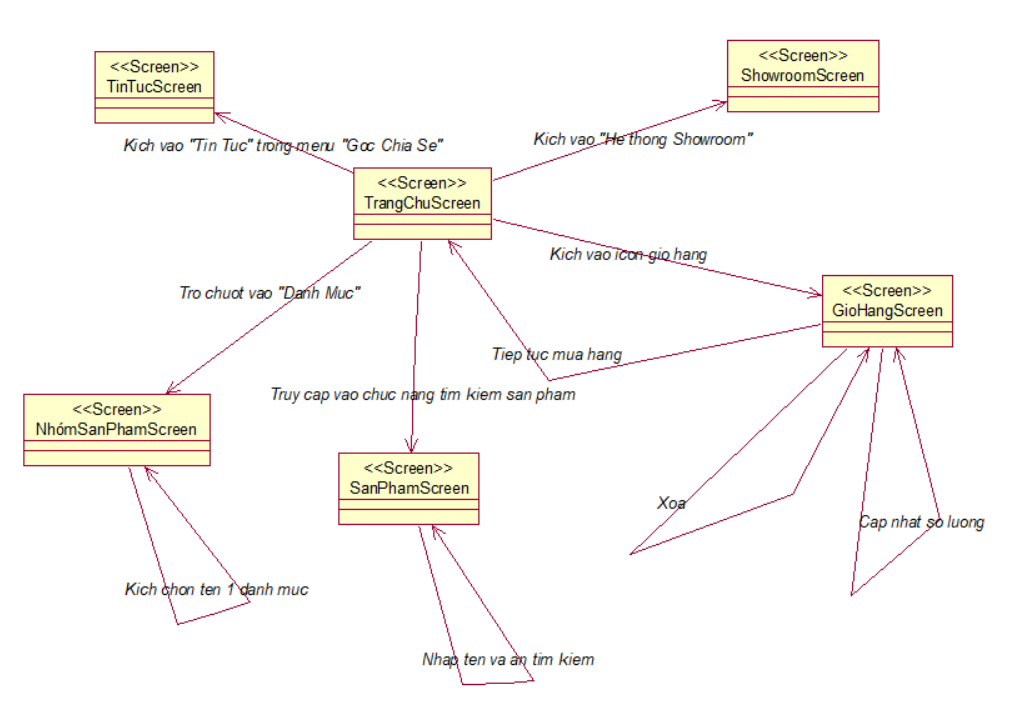 <<Screen>>
TinTucScreen
<<Screen>>
ShowroomScreen
Kich vao "Tin Tuc" trong menu "Goc Chia Se"
Kich vao "He thong Showroom"
<<Screen>>
TrangChuScreen
Kich vao icon gio hang
Tro chuot vao "Danh Muc"
<<Screen>>
GioHangScreen
Tiep tuc mua hang
Truy cap vao chuc nang tim kiem san pham
<<Screen>>
NhómSanPhamScreen
<<Screen>>
SanPhamScreen
Xoa
Cap nhat so luong
Kich chon ten 1 danh muc
Nhap ten va an tim kiem